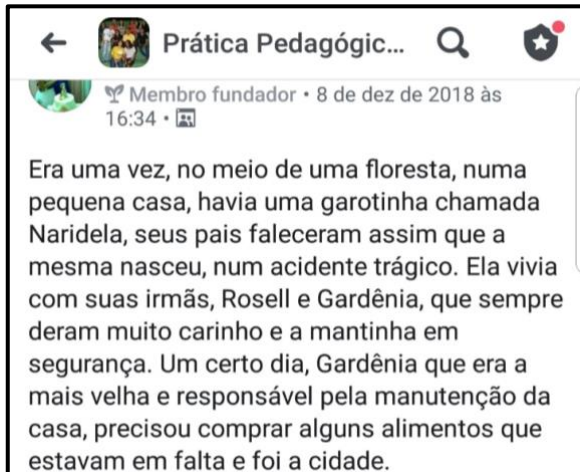 Prática Pedagógic...
Membro fundador • 8 de dez de 2018 às
16:34 •
Era uma vez, no meio de uma floresta, numa
pequena casa, havia uma garotinha chamada
Naridela, seus pais faleceram assim que a
mesma nasceu, num acidente trágico. Ela vivia
com suas irmãs, Rosell e Gardênia, que sempre
deram muito carinho e a mantinha em
segurança. Um certo dia, Gardênia que era a
mais velha e responsável pela manutenção da
casa, precisou comprar alguns alimentos que
estavam em falta e foi a cidade.